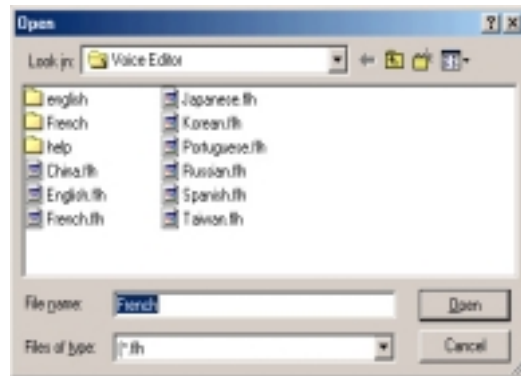 Open
Look in: Voice Editor
english
French
help
China.flh
English.flh
French.flh
Japanese.flh
Korean.flh
Portuguese.flh
Russian.flh
Spanish.flh
Taiwan.flh
File name: French
Open
Files of type: (*.flh
Cancel